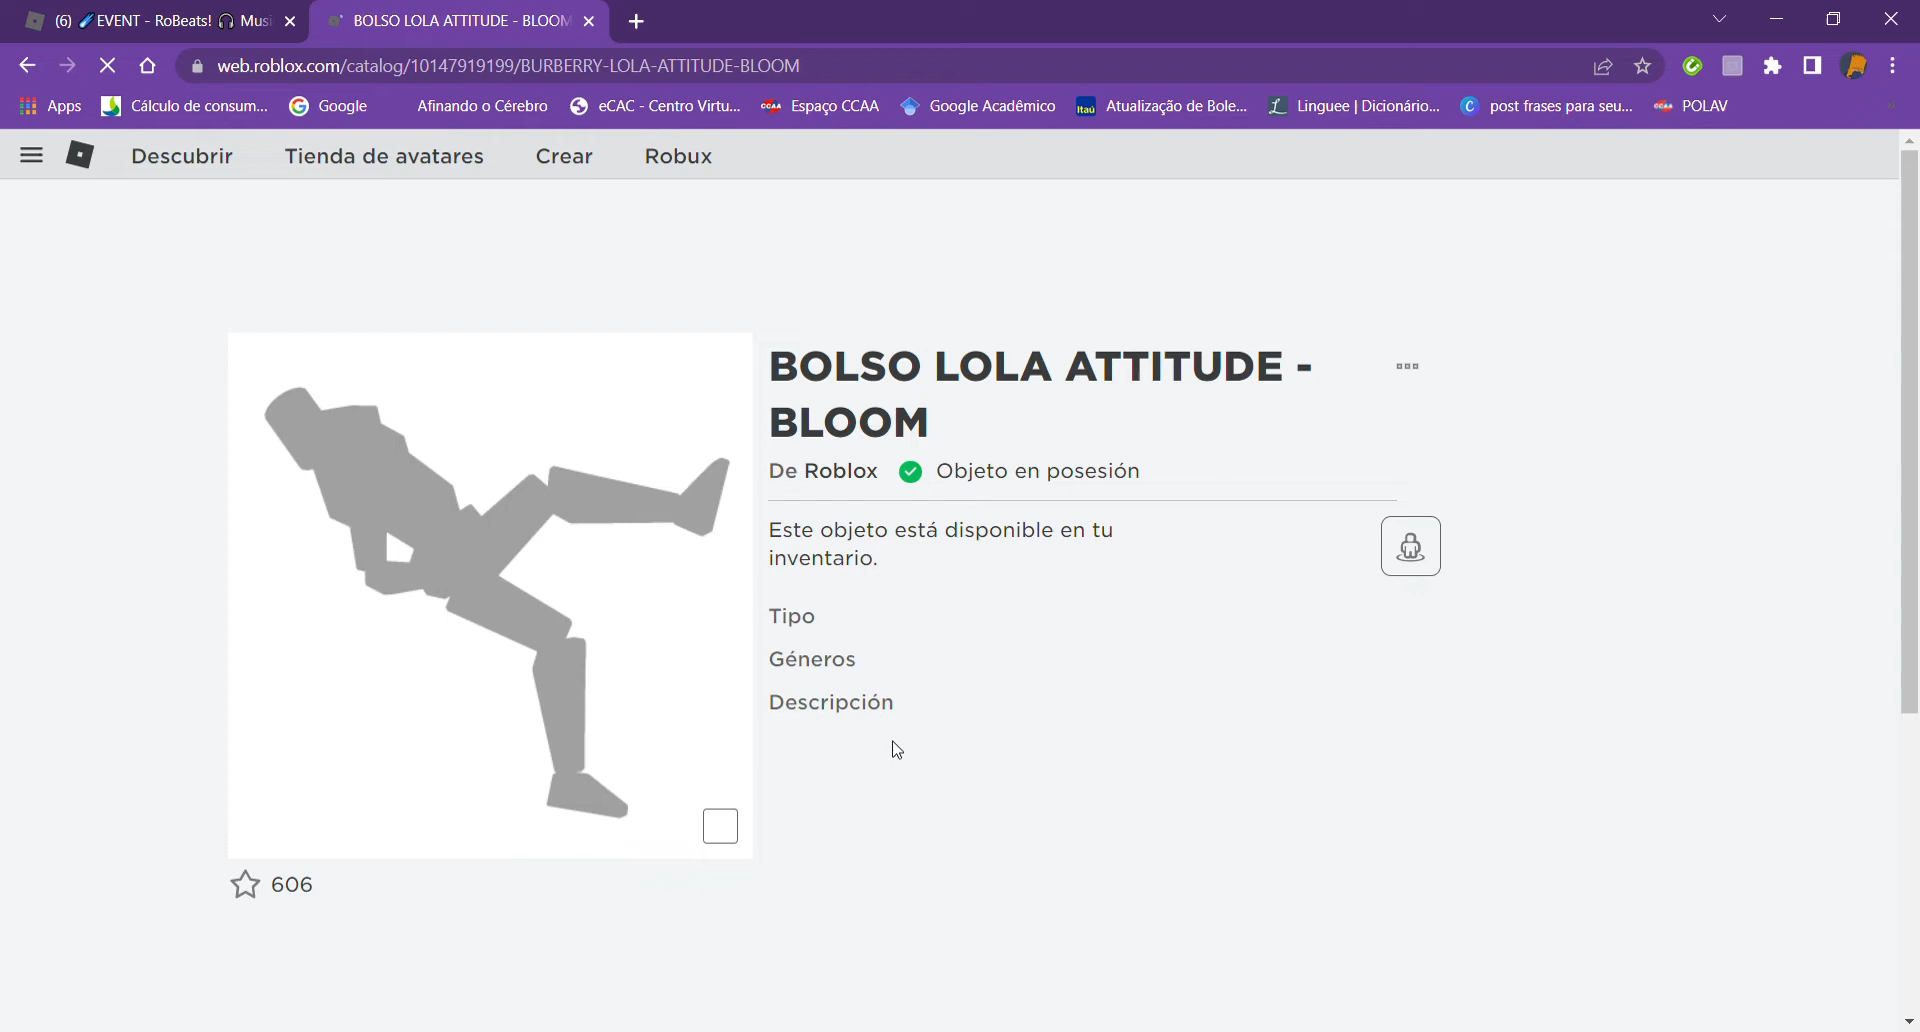 (6) EVENT - RoBeats! Musi
BOLSO LOLA ATTITUDE - BLOOM
web.roblox.com/catalog/10147919199/BURBERRY-LOLA-ATTITUDE-BLOOM
Apps Cálculo de consum... Google Afinando o Cérebro eCAC - Centro Virtu... CCAA Espaço CCAA Google Acadêmico Itaú Atualização de Bole... Linguee | Dicionário... C post frases para seu... CCAA POLAV
Descubrir Tienda de avatares Crear Robux
BOLSO LOLA ATTITUDE -
BLOOM
De Roblox Objeto en posesión
Este objeto está disponible en tu
inventario.
Tipo
Géneros
Descripción
606